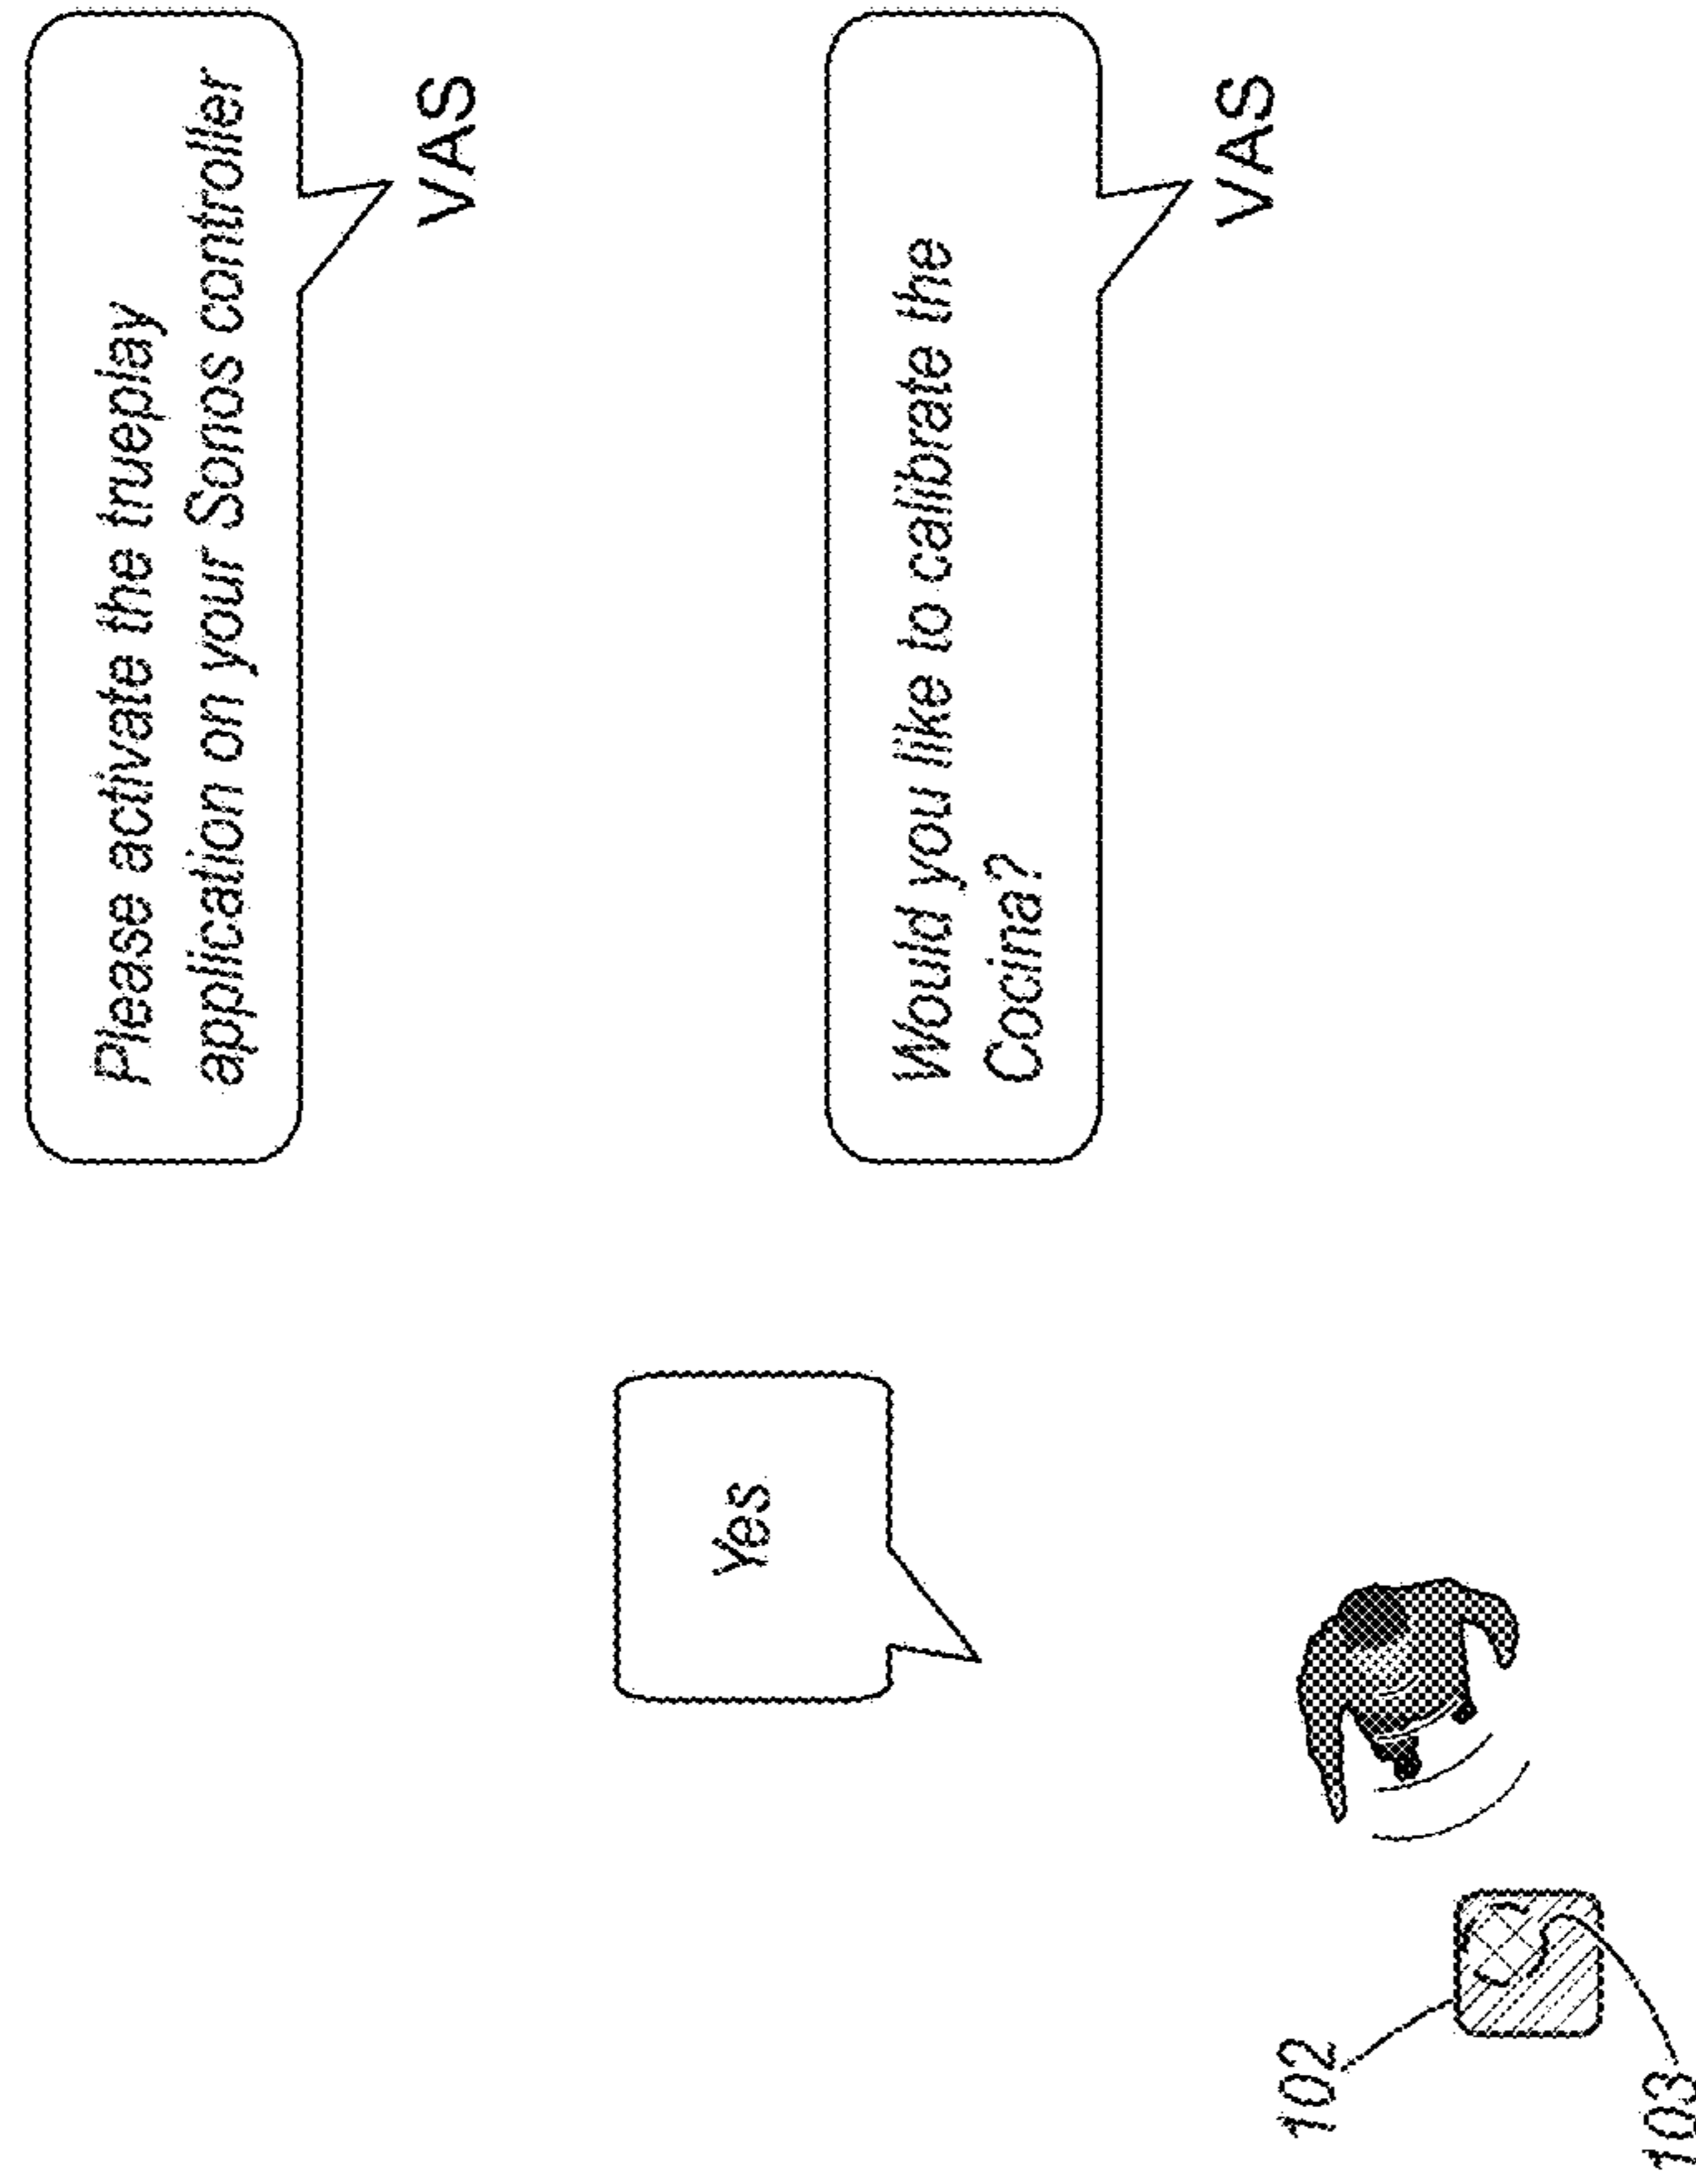 Please activate the trueplay
application on your Sonos controller
VAS
Yes
Would you like to calibrate the
Cocina?
VAS
102
103